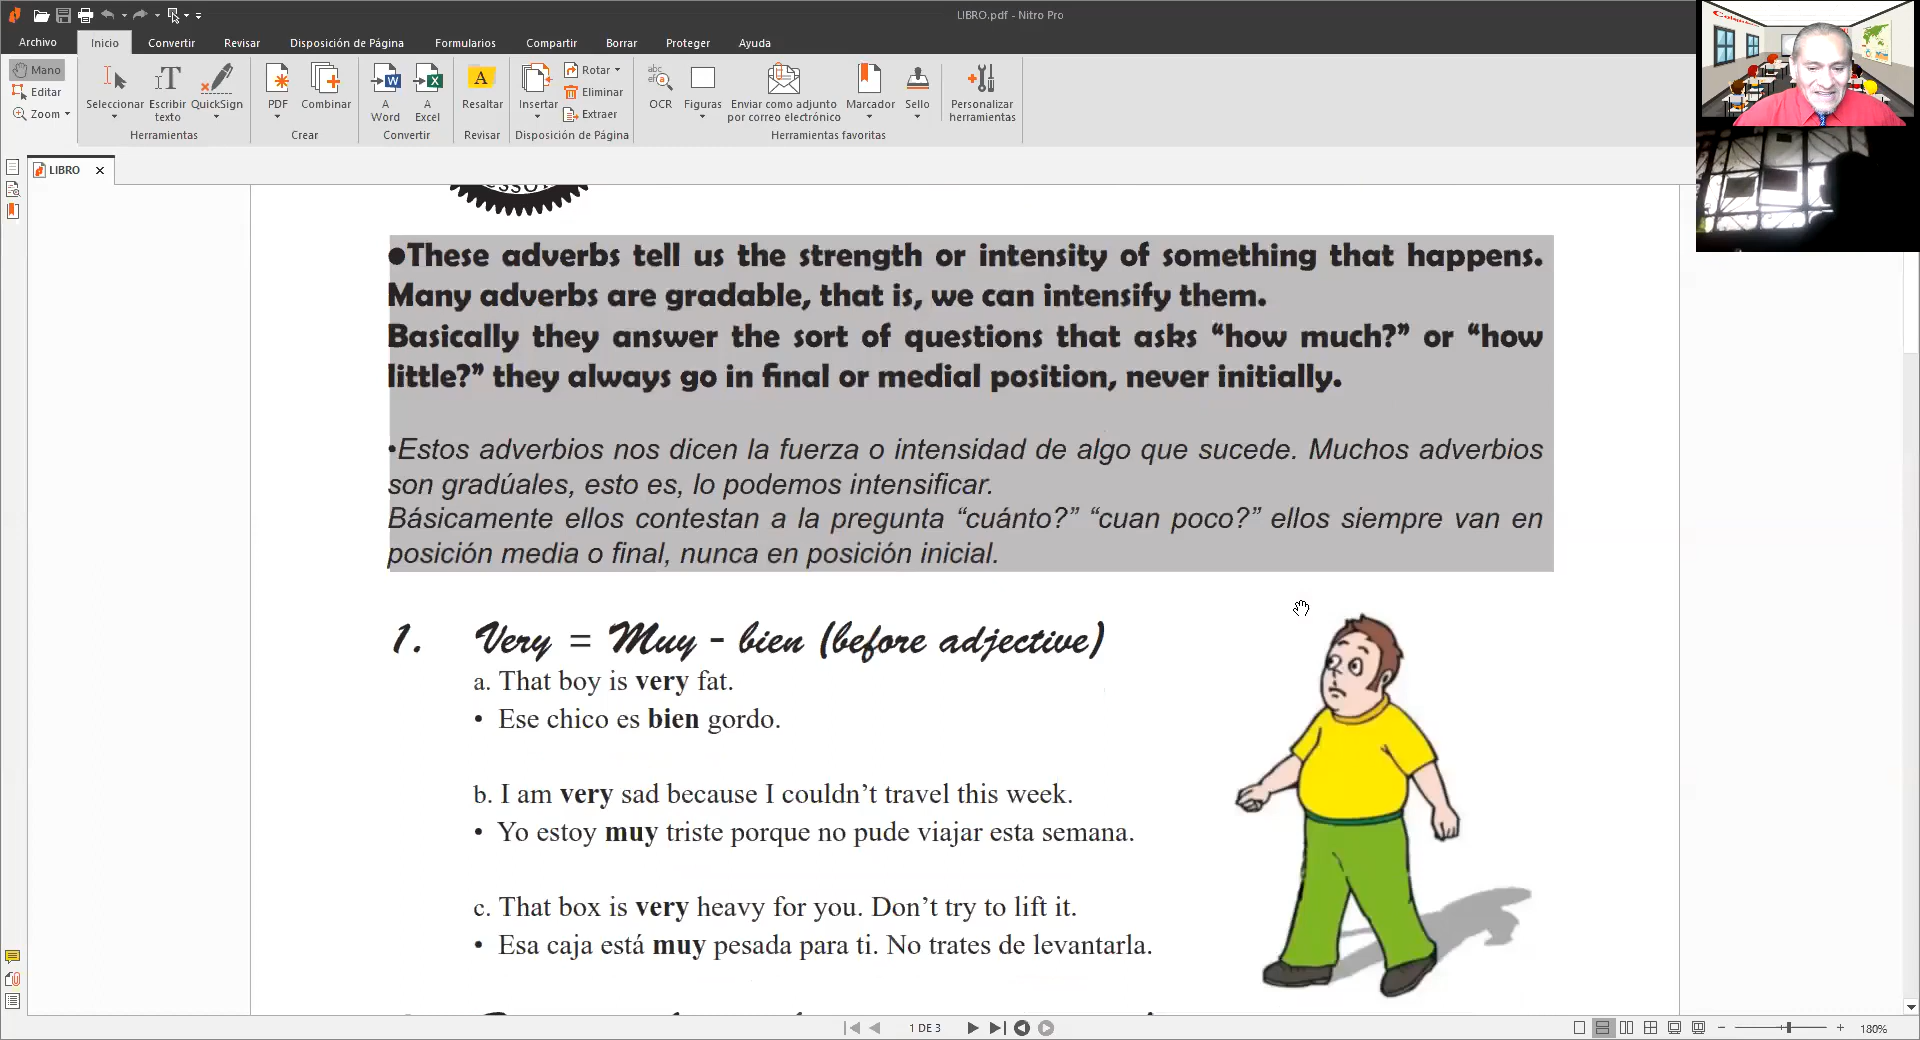 LIBRO.pdf - Nitro Pro
Archivo Inicio Convertir Revisar Disposición de Página Formularios Compartir Borrar Proteger Ayuda
Mano
Editar
Zoom
Seleccionar Escribir texto QuickSign
Herramientas
PDF Combinar
Crear
A Word A Excel
Convertir
Resaltar
Revisar
Insertar Rotar Eliminar Extraer
Disposición de Página
OCR Figuras Enviar como adjunto por correo electrónico Marcador Sello
Herramientas favoritas
Personalizar herramientas
LIBRO
●These adverbs tell us the strength or intensity of something that happens.
Many adverbs are gradable, that is, we can intensify them.
Basically they answer the sort of questions that asks “how much?” or “how
little?” they always go in final or medial position, never initially.
•Estos adverbios nos dicen la fuerza o intensidad de algo que sucede. Muchos adverbios
son gradúales, esto es, lo podemos intensificar.
Básicamente ellos contestan a la pregunta “cuánto?” “cuan poco?” ellos siempre van en
posición media o final, nunca en posición inicial.
1. Very = Muy - bien (before adjective)
a. That boy is very fat.
• Ese chico es bien gordo.
b. I am very sad because I couldn’t travel this week.
• Yo estoy muy triste porque no pude viajar esta semana.
c. That box is very heavy for you. Don’t try to lift it.
• Esa caja está muy pesada para ti. No trates de levantarla.
1 DE 3
180%